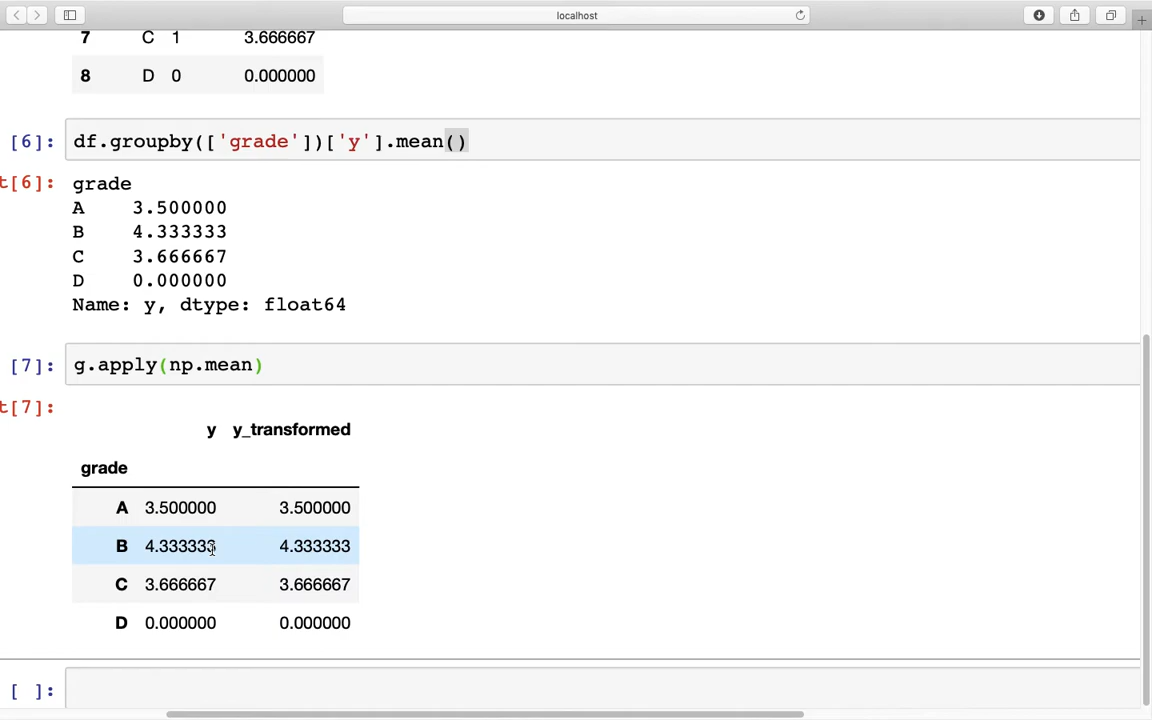 localhost
7 C 1 3.666667
8 D 0 0.000000
[6]: df.groupby(['grade'])['y'].mean()
t[6]: grade
A 3.500000
B 4.333333
C 3.666667
D 0.000000
Name: y, dtype: float64
[7]: g.apply(np.mean)
t[7]:
y y_transformed
grade
A 3.500000 3.500000
B 4.333333 4.333333
C 3.666667 3.666667
D 0.000000 0.000000
[ ]: